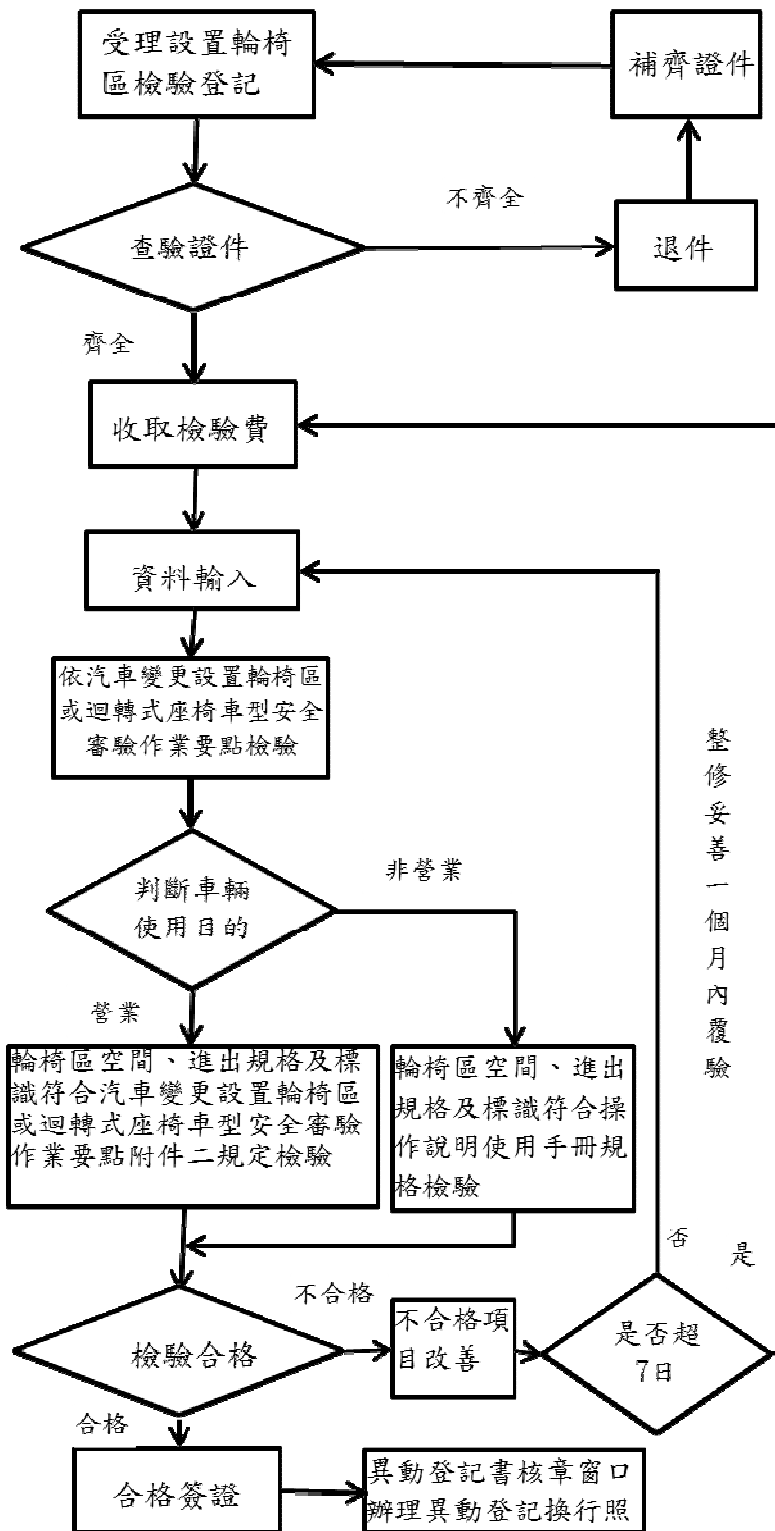 受理設置輪椅
區檢驗登記
補齊證件
不齊全
查驗證件
退件
齊全
收取檢驗費
資料輸入
依汽車變更設置輪椅區
或迴轉式座椅車型安全
審驗作業要點檢驗
整修妥善一個月內覆驗
判斷車輛
使用目的
非營業
營業
輪椅區空間、進出規格及標
識符合汽車變更設置輪椅區
或迴轉式座椅車型安全審驗
作業要點附件二規定檢驗
輪椅區空間、進出
規格及標識符合操
作說明使用手冊規
格檢驗
否
是
不合格
檢驗合格
不合格項
目改善
是否超
7日
合格
合格簽證
異動登記書核章窗口
辦理異動登記換行照